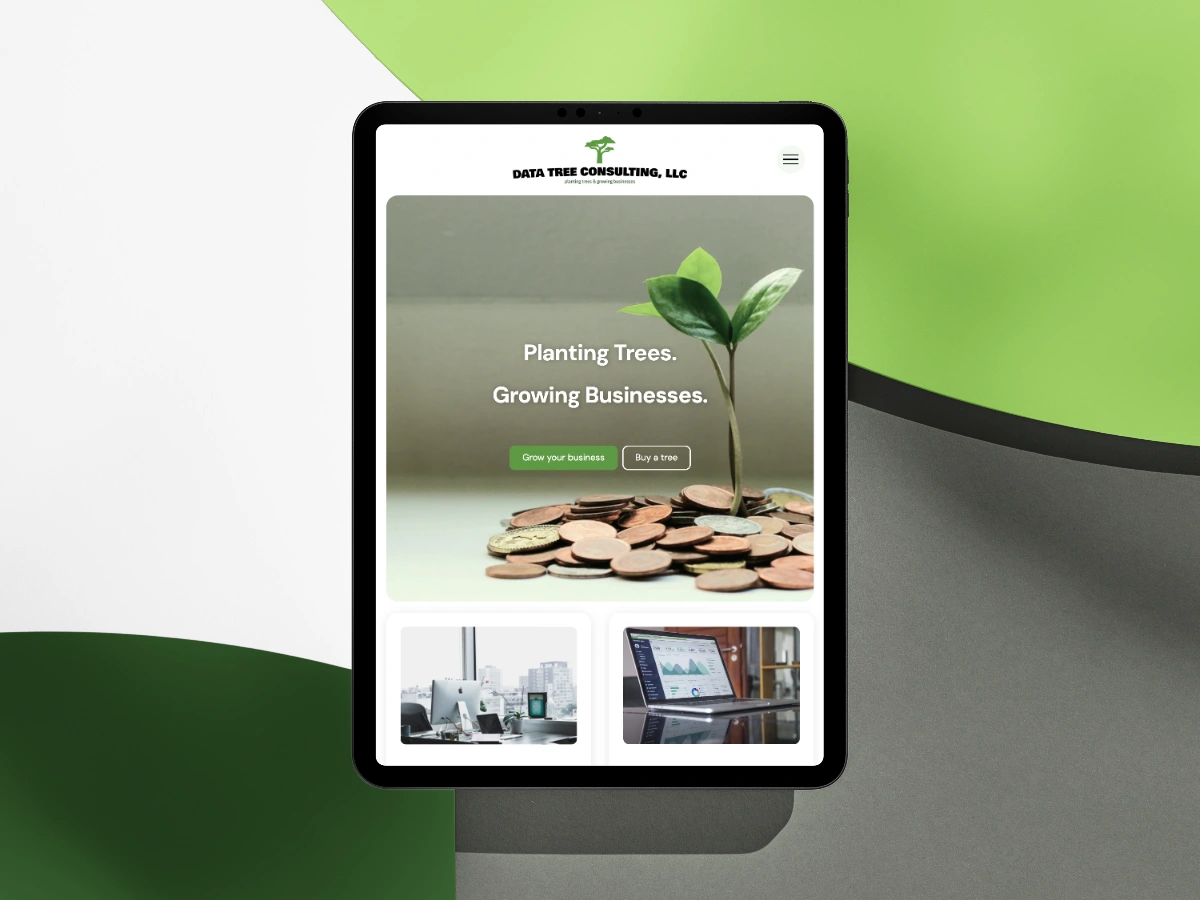 DATA TREE CONSULTING, LLC
planting trees & growing businesses
Planting Trees.
Growing Businesses.
Grow your business
Buy a tree